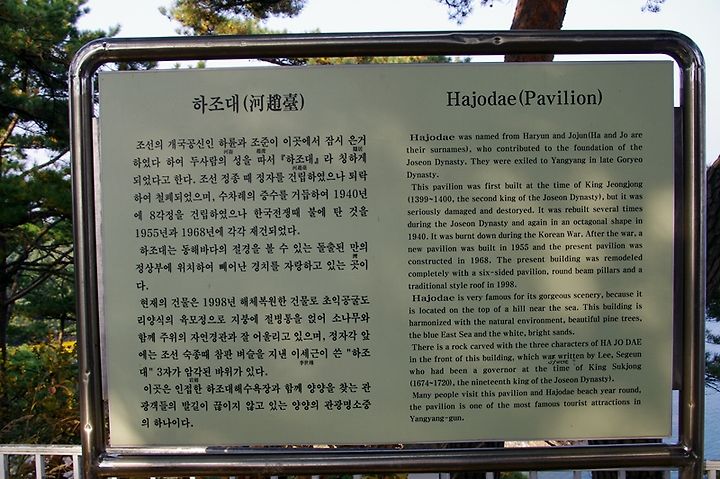 하조대(河趙臺)
조선의 개국공신인 하륜과 조준이 이곳에서 잠시 은거
하였다 하여 두사람의 성을 따서 『하조대』라 칭하게
되었다고 한다. 조선 정종 때 정자를 건립하였으나 퇴락
하여 철폐되었으며, 수차례의 중수를 거듭하여 1940년
에 8각정을 건립하였으나 한국전쟁때 불에 탄 것을
1955년과 1968년에 각각 재건되었다.
하조대는 동해바다의 절경을 볼 수 있는 돌출된 만의
정상부에 위치하여 빼어난 경치를 자랑하고 있는 곳이
다.
현재의 건물은 1998년 해체복원한 건물로 초익공굴도
리양식의 육모정으로 지붕에 절병통을 얹어 소나무와
함께 주위의 자연경관과 잘 어울리고 있으며, 정자각 앞
에는 조선 숙종때 참판 벼슬을 지낸 이세근이 쓴 "하조
대" 3자가 암각된 바위가 있다.
이곳은 인접한 하조대해수욕장과 함께 양양을 찾는 관
광객들의 발길이 끊이지 않고 있는 양양의 관광명소중
의 하나이다.
Hajodae(Pavilion)
Hajodae was named from Haryun and Jojun(Ha and Jo are
their surnames), who contributed to the foundation of the
Joseon Dynasty. They were exiled to Yangyang in late Goryeo
Dynasty.
This pavilion was first built at the time of King Jeongjong
(1399~1400, the second king of the Joseon Dynasty), but it was
seriously damaged and destoryed. It was rebuilt several times
during the Joseon Dynasty and again in an octagonal shape in
1940. It was burnt down during the Korean War. After the war, a
new pavilion was built in 1955 and the present pavilion was
constructed in 1968. The present building was remodeled
completely with a six-sided pavilion, round beam pillars and a
traditional style roof in 1998.
Hajodae is very famous for its gorgeous scenery, because it
is located on the top of a hill near the sea. This building is
harmonized with the natural environment, beautiful pine trees,
the blue East Sea and the white, bright sands.
There is a rock carved with the three characters of HA JO DAE
in the front of this building, which was written by Lee, Segeun
who had been a governor at the time of King Sukjong
(1674~1720), the nineteenth king of the Joseon Dynasty).
Many people visit this pavilion and Hajodae beach year round,
the pavilion is one of the most famous tourist attractions in
Yangyang-gun.